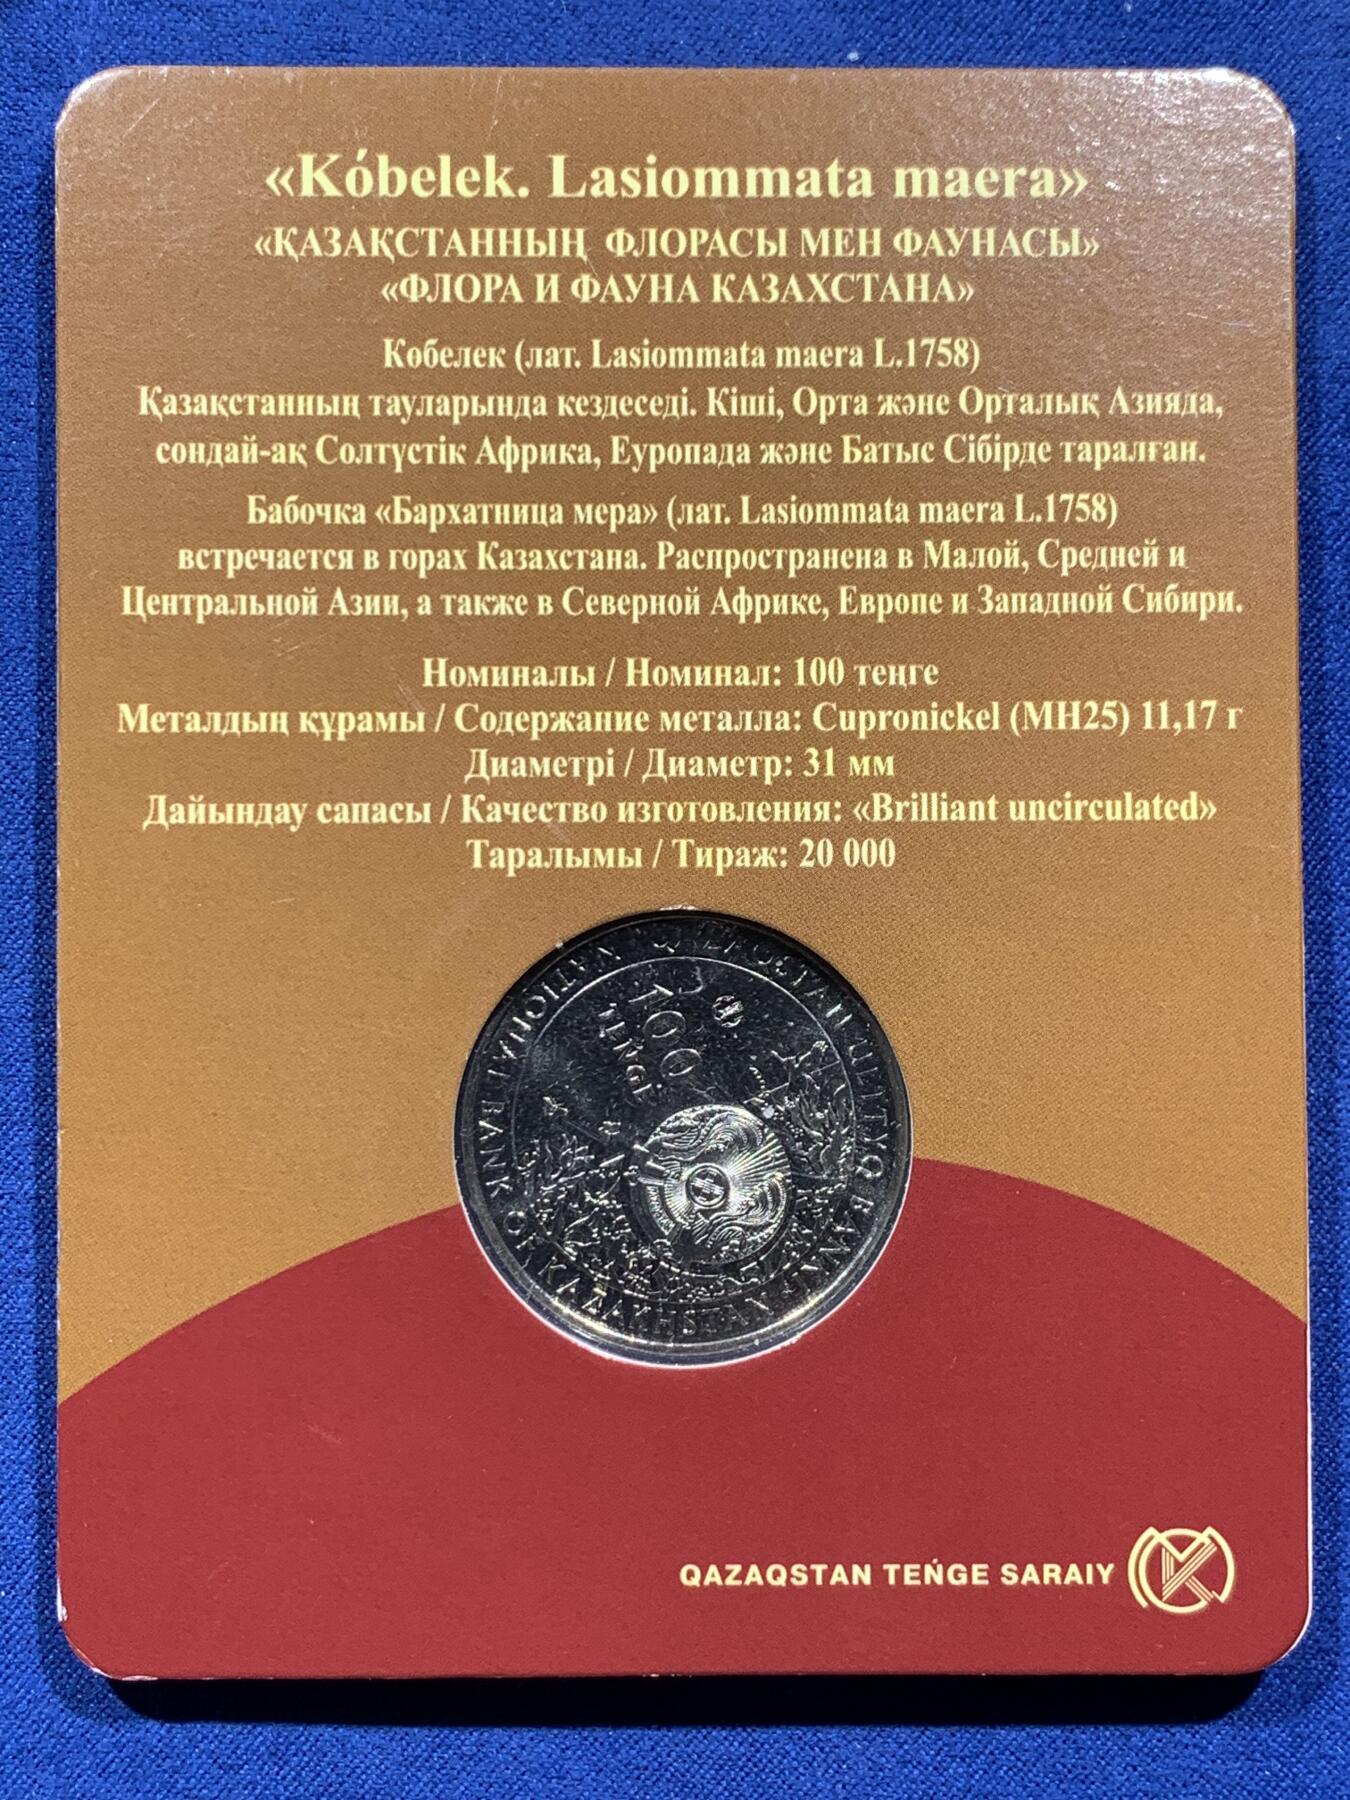 «Kóbelek. Lasiommata maera»
«ҚАЗАҚСТАННЫҢ ФЛОРАСЫ МЕН ФАУНАСЫ»
«ФЛОРА И ФАУНА КАЗАХСТАНА»
Көбелек (лат. Lasiommata maera L.1758)
Қазақстанның тауларында кездеседі. Кіші, Орта және Орталық Азияда,
сондай-ақ Солтүстік Африка, Еуропада және Батыс Сібірде таралған.
Бабочка «Бархатница мера» (лат. Lasiommata maera L.1758)
встречается в горах Казахстана. Распространена в Малой, Средней и
Центральной Азии, а также в Северной Африке, Европе и Западной Сибири.
Номиналы / Номинал: 100 теңге
Металдың құрамы / Содержание металла: Cupronickel (МН25) 11,17 г
Диаметрі / Диаметр: 31 мм
Дайындау сапасы / Качество изготовления: «Brilliant uncirculated»
Таралымы / Тираж: 20 000
QAZAQSTAN ULTTYQ BANKI
NATIONAL BANK OF KAZAKHSTAN
100
TEŃGE
QAZAQSTAN TEŃGE SARAIY